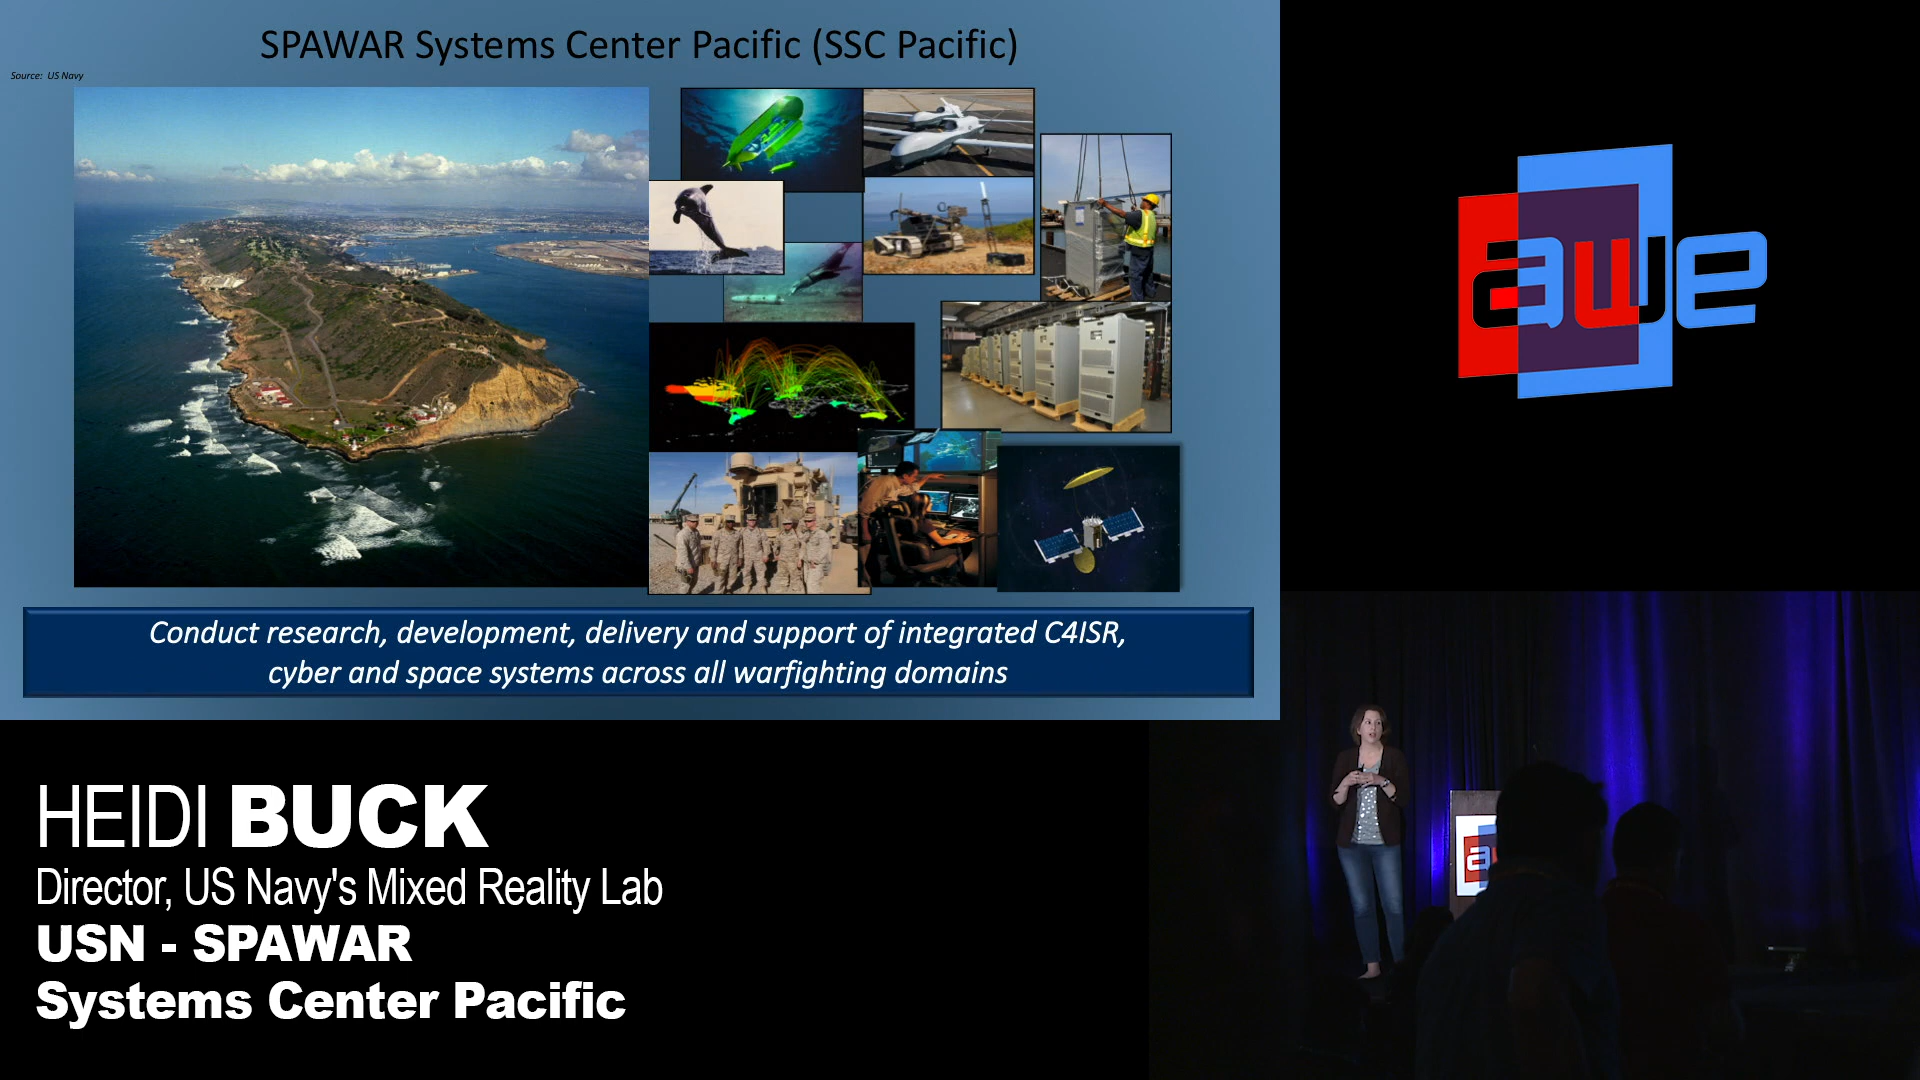 SPAWAR Systems Center Pacific (SSC Pacific)
Source: US Navy
Conduct research, development, delivery and support of integrated C4ISR,
cyber and space systems across all warfighting domains
awe
HEIDI BUCK
Director, US Navy's Mixed Reality Lab
USN - SPAWAR
Systems Center Pacific